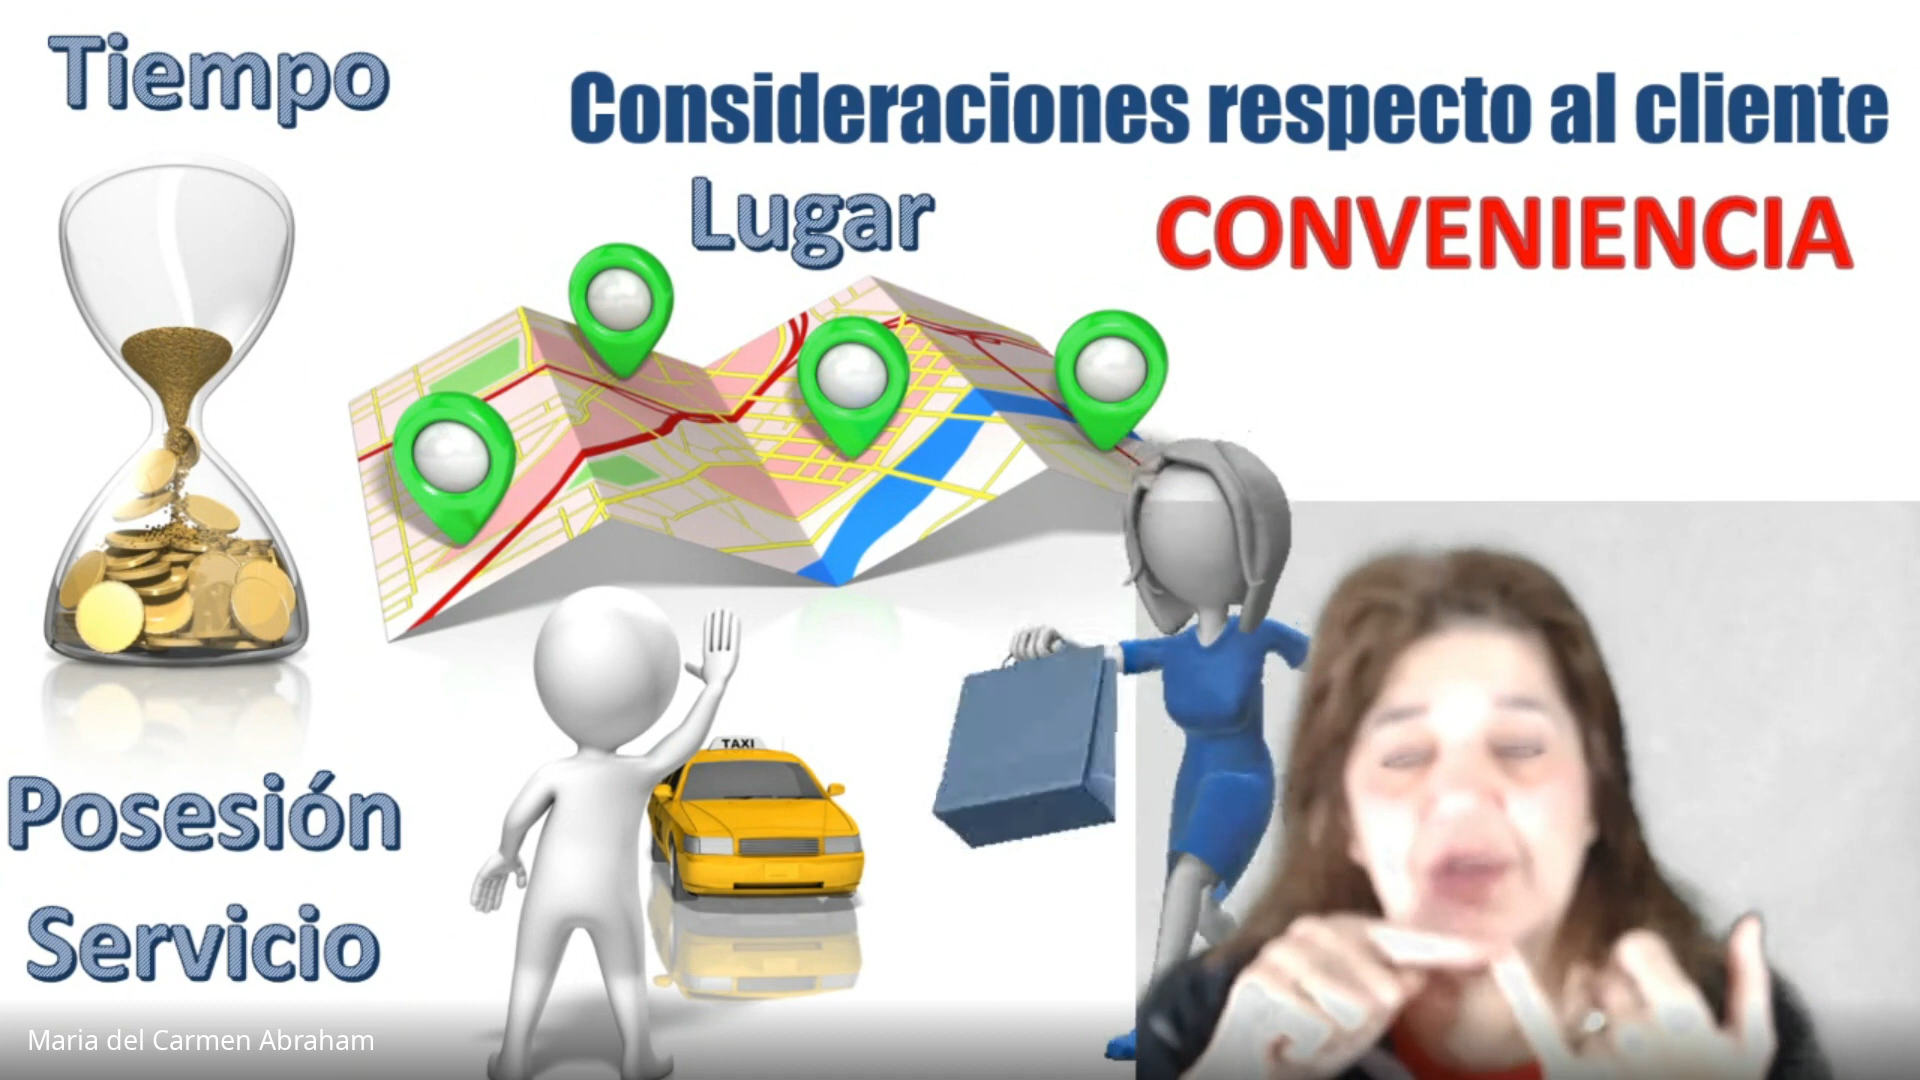 Tiempo
Consideraciones respecto al cliente
Lugar
CONVENIENCIA
TAXI
Posesión
Servicio
Maria del Carmen Abraham